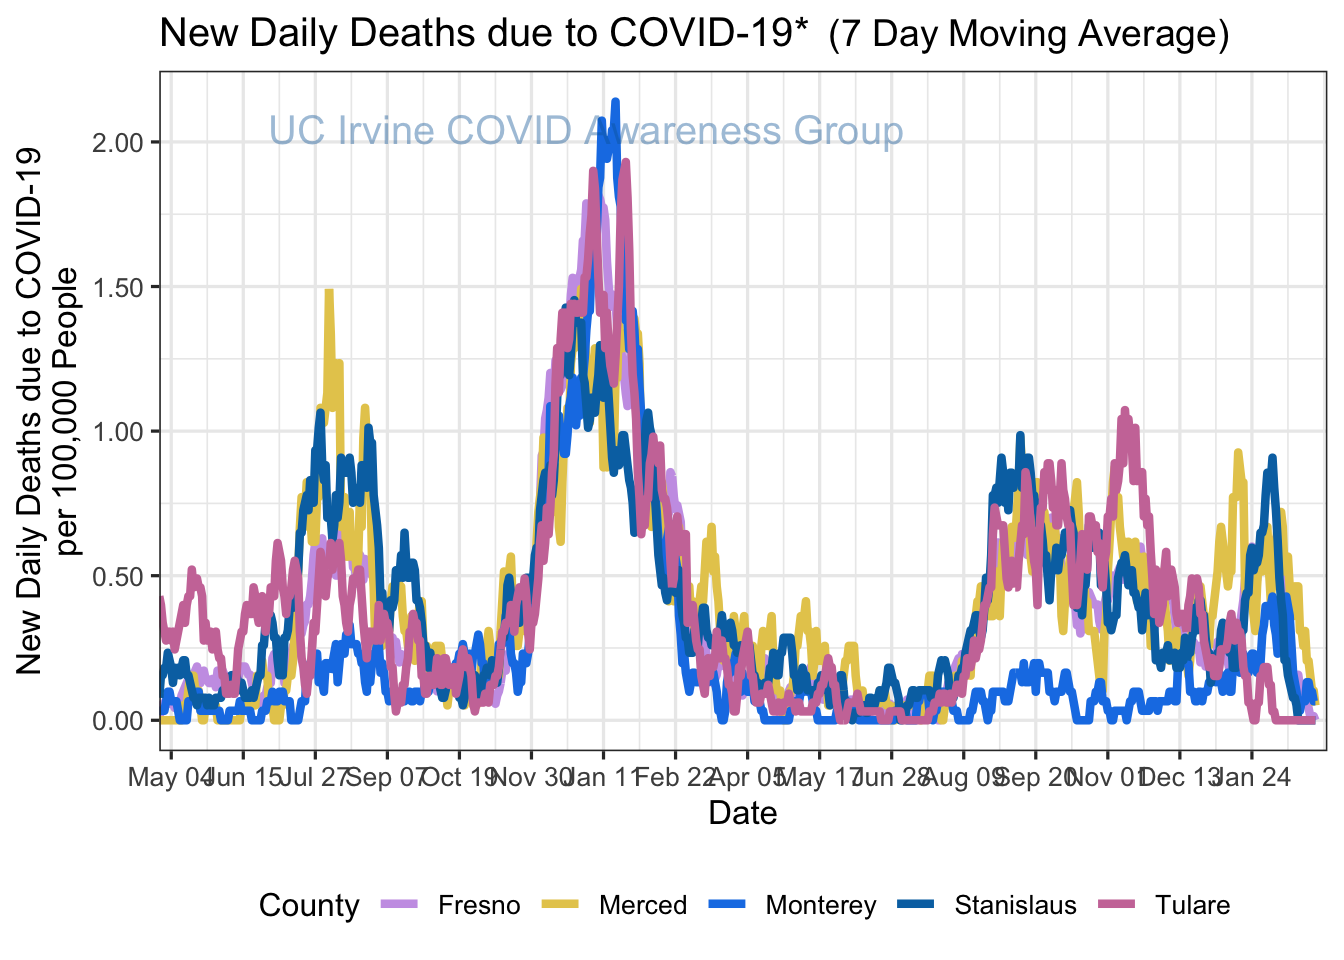 New Daily Deaths due to COVID-19* (7 Day Moving Average)
UC Irvine COVID Awareness Group
New Daily Deaths due to COVID-19
per 100,000 People
2.00
1.50
1.00
0.50
0.00
May 04 Jun 15 Jul 27 Sep 07 Oct 19 Nov 30 Jan 11 Feb 22 Apr 05 May 17 Jun 28 Aug 09 Sep 20 Nov 01 Dec 13 Jan 24
Date
County Fresno Merced Monterey Stanislaus Tulare